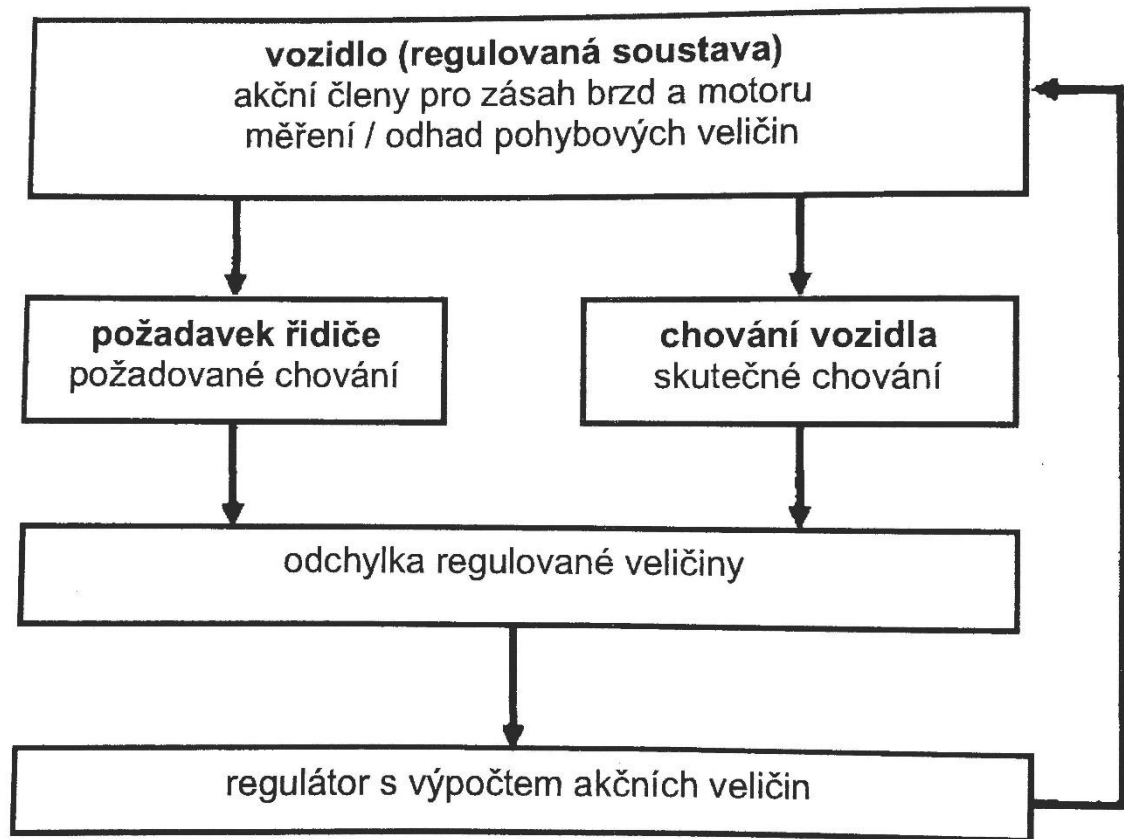 vozidlo (regulovaná soustava)
akční členy pro zásah brzd a motoru
měření / odhad pohybových veličin
požadavek řidiče
požadované chování
chování vozidla
skutečné chování
odchylka regulované veličiny
regulátor s výpočtem akčních veličin